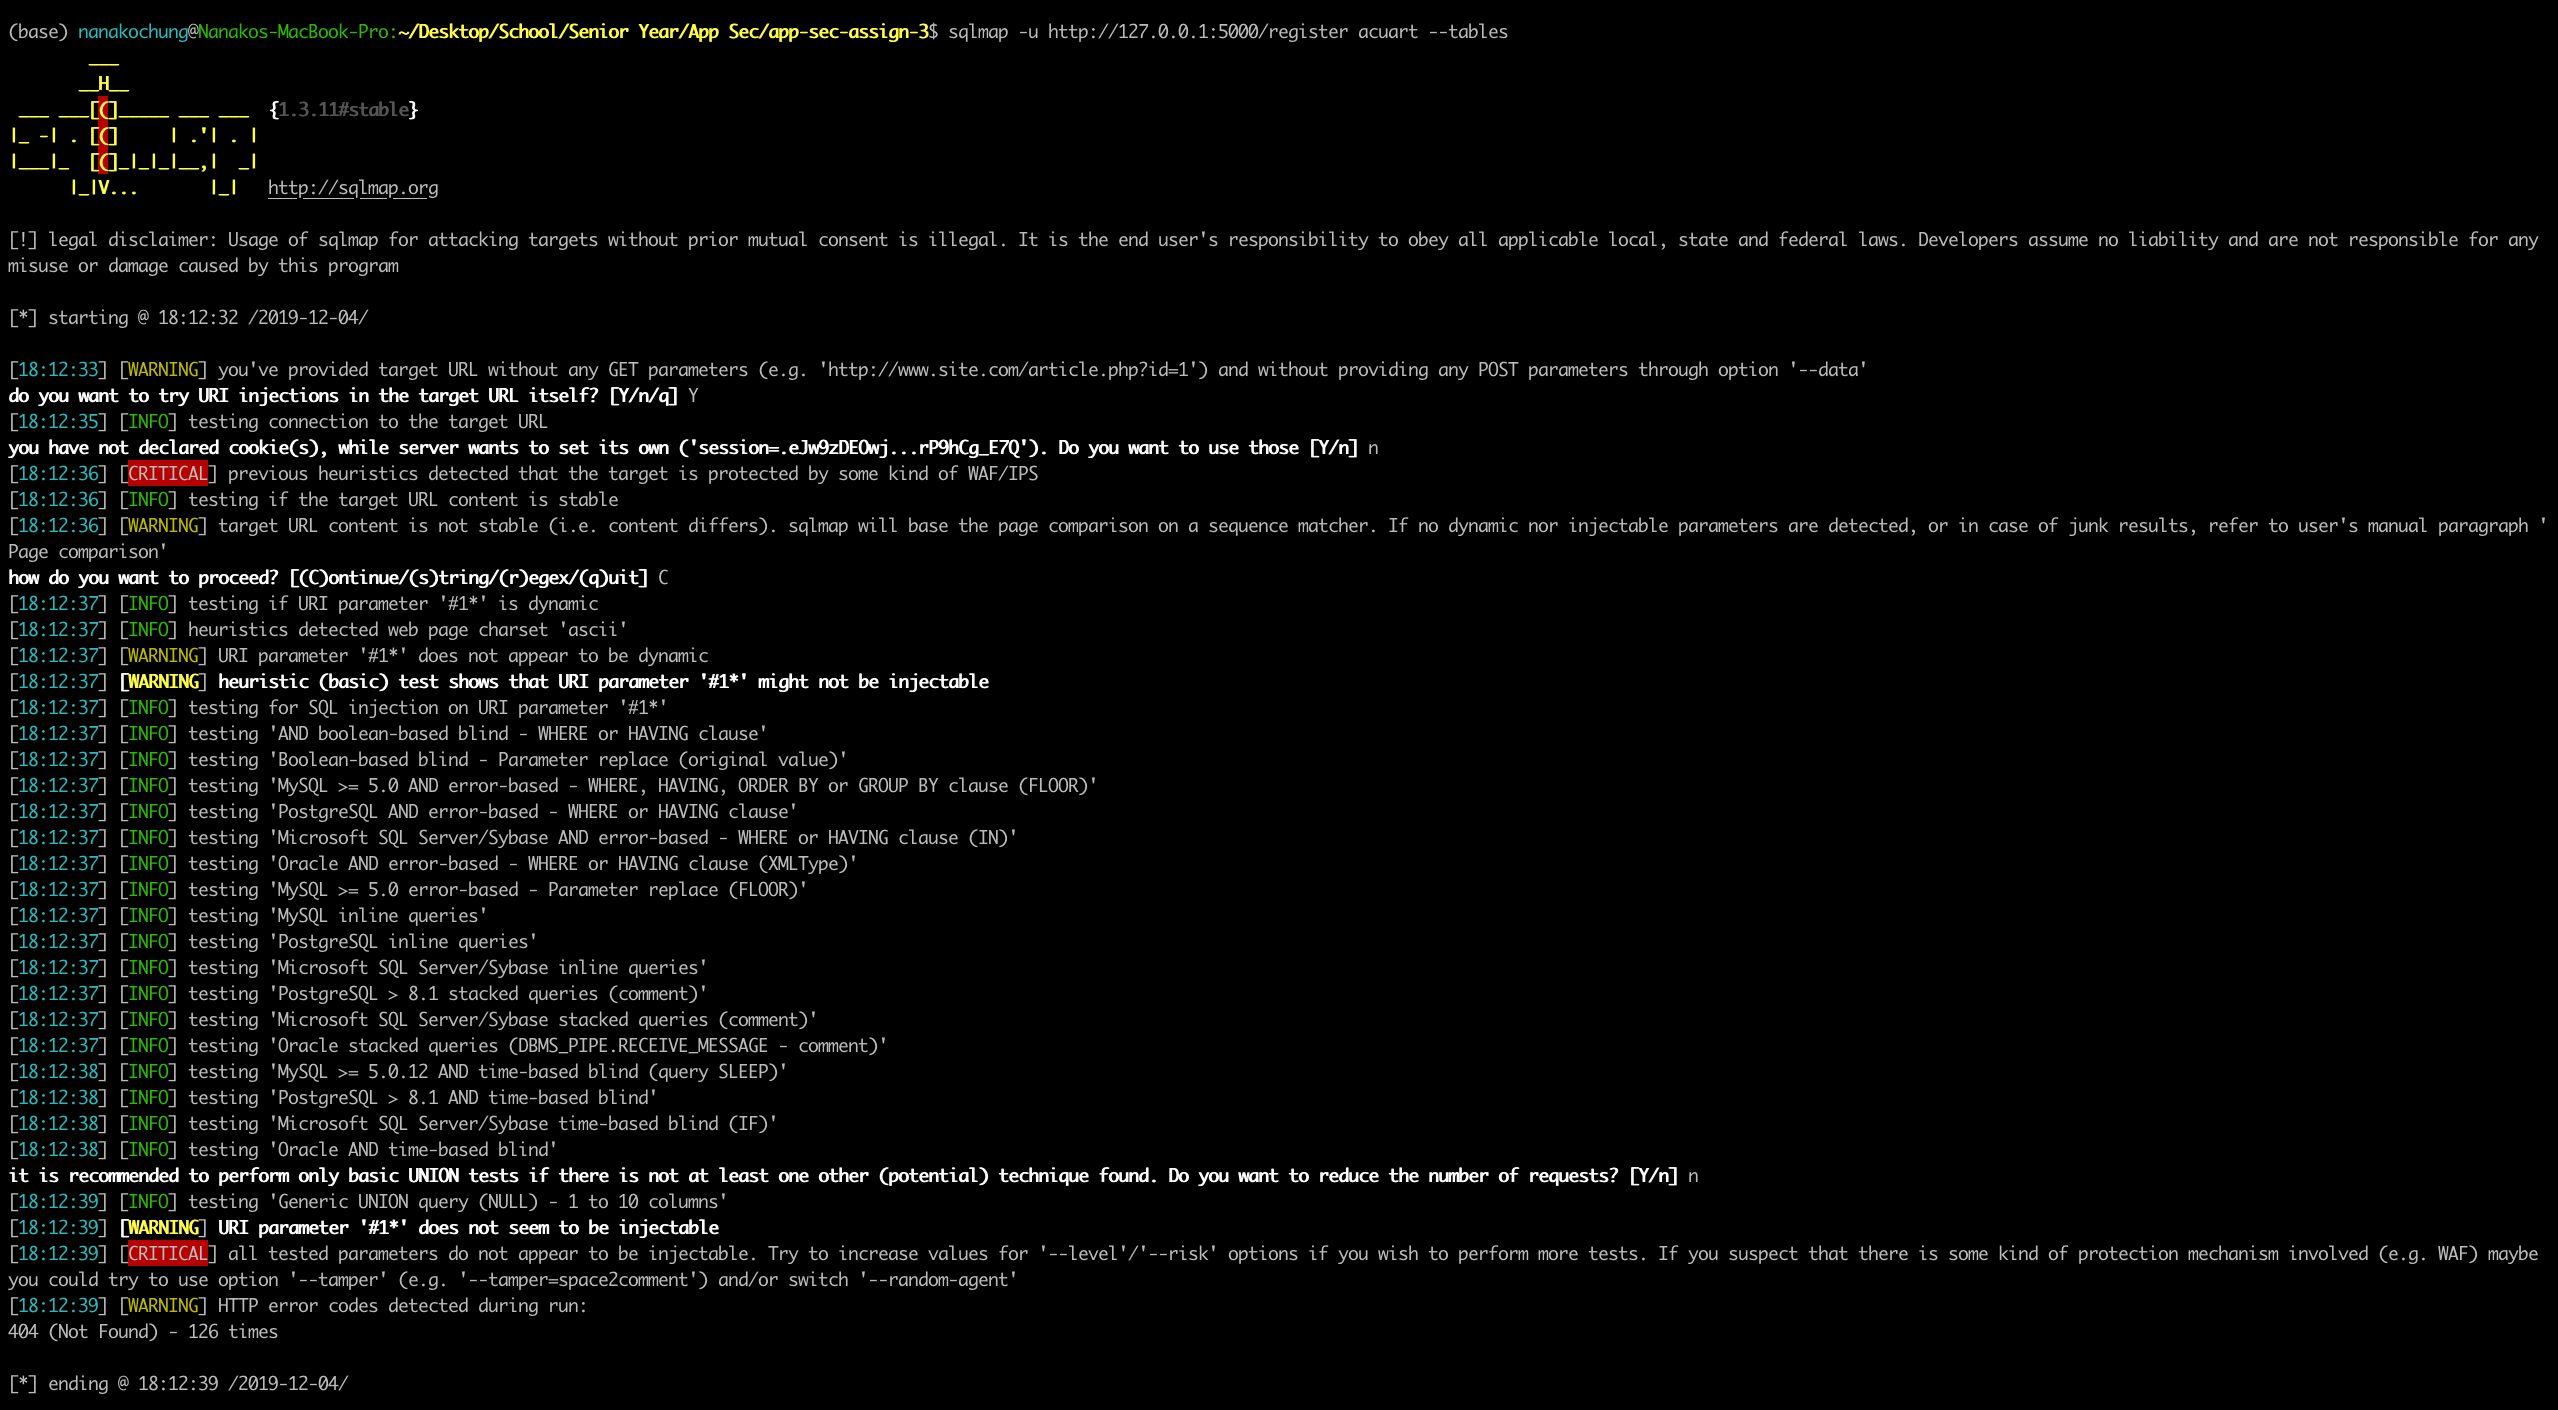 (base) nanakochung@Nanakos-MacBook-Pro:~/Desktop/School/Senior Year/App Sec/app-sec-assign-3$ sqlmap -u http://127.0.0.1:5000/register acuart --tables
        ___
       __H__
 ___ ___[(]_____ ___ ___  {1.3.11#stable}
|_ -| . [(]     | .'| . |
|___|_  [(]_|_|_|__,|  _|
      |_|V...       |_|   http://sqlmap.org
[!] legal disclaimer: Usage of sqlmap for attacking targets without prior mutual consent is illegal. It is the end user's responsibility to obey all applicable local, state and federal laws. Developers assume no liability and are not responsible for any
misuse or damage caused by this program
[*] starting @ 18:12:32 /2019-12-04/
[18:12:33] [WARNING] you've provided target URL without any GET parameters (e.g. 'http://www.site.com/article.php?id=1') and without providing any POST parameters through option '--data'
do you want to try URI injections in the target URL itself? [Y/n/q] Y
[18:12:35] [INFO] testing connection to the target URL
you have not declared cookie(s), while server wants to set its own ('session=.eJw9zDEOwj...rP9hCg_E7Q'). Do you want to use those [Y/n] n
[18:12:36] [CRITICAL] previous heuristics detected that the target is protected by some kind of WAF/IPS
[18:12:36] [INFO] testing if the target URL content is stable
[18:12:36] [WARNING] target URL content is not stable (i.e. content differs). sqlmap will base the page comparison on a sequence matcher. If no dynamic nor injectable parameters are detected, or in case of junk results, refer to user's manual paragraph '
Page comparison'
how do you want to proceed? [(C)ontinue/(s)tring/(r)egex/(q)uit] C
[18:12:37] [INFO] testing if URI parameter '#1*' is dynamic
[18:12:37] [INFO] heuristics detected web page charset 'ascii'
[18:12:37] [WARNING] URI parameter '#1*' does not appear to be dynamic
[18:12:37] [WARNING] heuristic (basic) test shows that URI parameter '#1*' might not be injectable
[18:12:37] [INFO] testing for SQL injection on URI parameter '#1*'
[18:12:37] [INFO] testing 'AND boolean-based blind - WHERE or HAVING clause'
[18:12:37] [INFO] testing 'Boolean-based blind - Parameter replace (original value)'
[18:12:37] [INFO] testing 'MySQL >= 5.0 AND error-based - WHERE, HAVING, ORDER BY or GROUP BY clause (FLOOR)'
[18:12:37] [INFO] testing 'PostgreSQL AND error-based - WHERE or HAVING clause'
[18:12:37] [INFO] testing 'Microsoft SQL Server/Sybase AND error-based - WHERE or HAVING clause (IN)'
[18:12:37] [INFO] testing 'Oracle AND error-based - WHERE or HAVING clause (XMLType)'
[18:12:37] [INFO] testing 'MySQL >= 5.0 error-based - Parameter replace (FLOOR)'
[18:12:37] [INFO] testing 'MySQL inline queries'
[18:12:37] [INFO] testing 'PostgreSQL inline queries'
[18:12:37] [INFO] testing 'Microsoft SQL Server/Sybase inline queries'
[18:12:37] [INFO] testing 'PostgreSQL > 8.1 stacked queries (comment)'
[18:12:37] [INFO] testing 'Microsoft SQL Server/Sybase stacked queries (comment)'
[18:12:37] [INFO] testing 'Oracle stacked queries (DBMS_PIPE.RECEIVE_MESSAGE - comment)'
[18:12:38] [INFO] testing 'MySQL >= 5.0.12 AND time-based blind (query SLEEP)'
[18:12:38] [INFO] testing 'PostgreSQL > 8.1 AND time-based blind'
[18:12:38] [INFO] testing 'Microsoft SQL Server/Sybase time-based blind (IF)'
[18:12:38] [INFO] testing 'Oracle AND time-based blind'
it is recommended to perform only basic UNION tests if there is not at least one other (potential) technique found. Do you want to reduce the number of requests? [Y/n] n
[18:12:39] [INFO] testing 'Generic UNION query (NULL) - 1 to 10 columns'
[18:12:39] [WARNING] URI parameter '#1*' does not seem to be injectable
[18:12:39] [CRITICAL] all tested parameters do not appear to be injectable. Try to increase values for '--level'/'--risk' options if you wish to perform more tests. If you suspect that there is some kind of protection mechanism involved (e.g. WAF) maybe
you could try to use option '--tamper' (e.g. '--tamper=space2comment') and/or switch '--random-agent'
[18:12:39] [WARNING] HTTP error codes detected during run:
404 (Not Found) - 126 times
[*] ending @ 18:12:39 /2019-12-04/